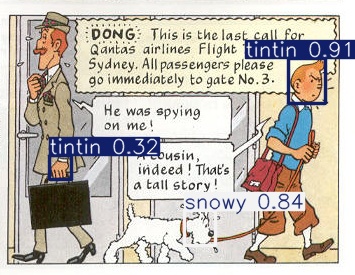 DONG: This is the last call for
Qantas airlines Flight
Sydney. All passengers please
go immediately to gate No. 3.
tintin 0.91
He was spying
on me!
tintin 0.32
cousin,
indeed! That's
a tall story!
snowy 0.84